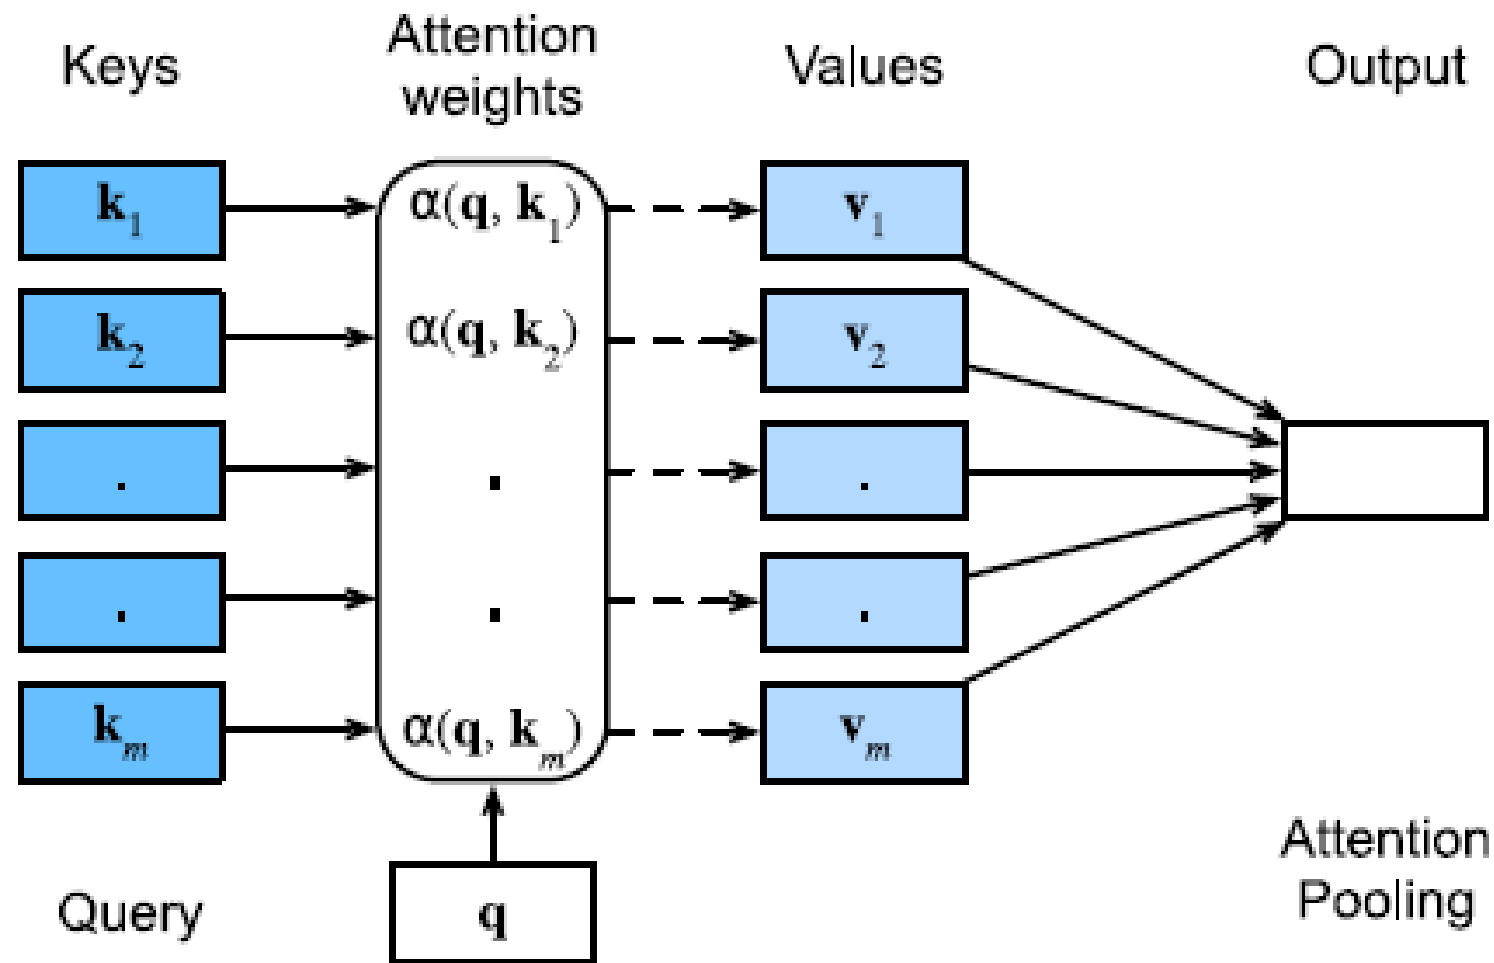 Keys
Attention
weights
Values
Output
k₁
α(q, k₁)
v₁
k₂
α(q, k₂)
v₂
.
.
.
.
.
.
kₘ
α(q, kₘ)
vₘ
Query
q
Attention
Pooling